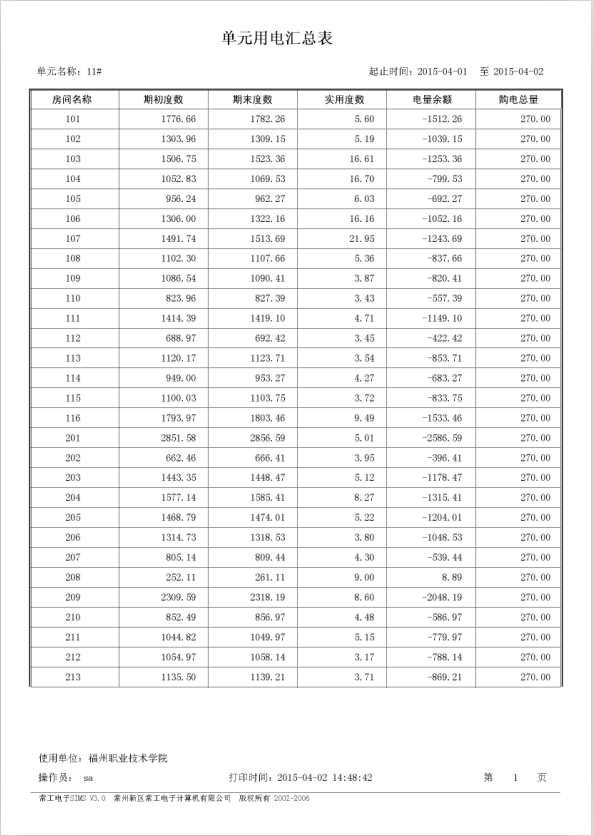 单元用电汇总表
单元名称：11# 起止时间：2015-04-01 至 2015-04-02
房间名称 期初度数 期末度数 实用度数 电量余额 购电总量
101 1776.66 1782.26 5.60 -1512.26 270.00
102 1303.96 1309.15 5.19 -1039.15 270.00
103 1506.75 1523.36 16.61 -1253.36 270.00
104 1052.83 1069.53 16.70 -799.53 270.00
105 956.24 962.27 6.03 -692.27 270.00
106 1306.00 1322.16 16.16 -1052.16 270.00
107 1491.74 1513.69 21.95 -1243.69 270.00
108 1102.30 1107.66 5.36 -837.66 270.00
109 1086.54 1090.41 3.87 -820.41 270.00
110 823.96 827.39 3.43 -557.39 270.00
111 1414.39 1419.10 4.71 -1149.10 270.00
112 688.97 692.42 3.45 -422.42 270.00
113 1120.17 1123.71 3.54 -853.71 270.00
114 949.00 953.27 4.27 -683.27 270.00
115 1100.03 1103.75 3.72 -833.75 270.00
116 1793.97 1803.46 9.49 -1533.46 270.00
201 2851.58 2856.59 5.01 -2586.59 270.00
202 662.46 666.41 3.95 -396.41 270.00
203 1443.35 1448.47 5.12 -1178.47 270.00
204 1577.14 1585.41 8.27 -1315.41 270.00
205 1468.79 1474.01 5.22 -1204.01 270.00
206 1314.73 1318.53 3.80 -1048.53 270.00
207 805.14 809.44 4.30 -539.44 270.00
208 252.11 261.11 9.00 8.89 270.00
209 2309.59 2318.19 8.60 -2048.19 270.00
210 852.49 856.97 4.48 -586.97 270.00
211 1044.82 1049.97 5.15 -779.97 270.00
212 1054.97 1058.14 3.17 -788.14 270.00
213 1135.50 1139.21 3.71 -869.21 270.00
使用单位：福州职业技术学院
操作员： sa 打印时间：2015-04-02 14:48:42 第 1 页
常工电子SIMS V3.0 常州新区常工电子计算机有限公司 版权所有 2002-2006